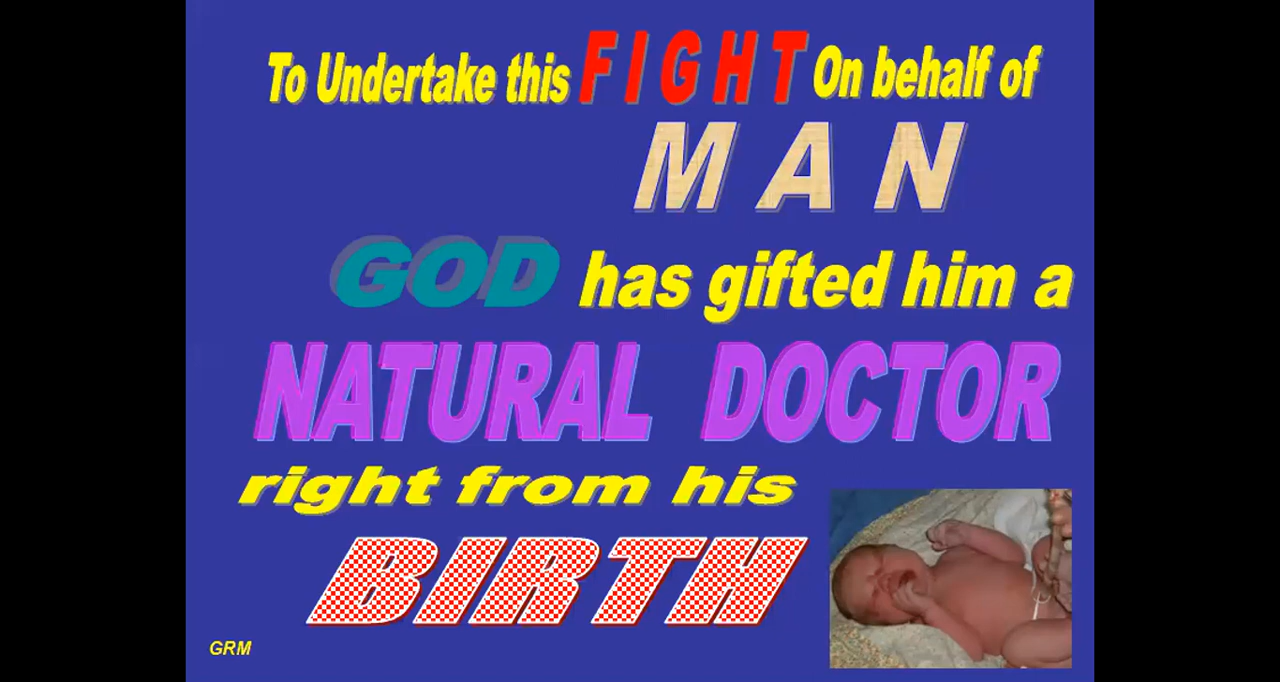 To Undertake this FIGHT On behalf of
MAN
GOD has gifted him a
NATURAL DOCTOR
right from his
BIRTH
GRM